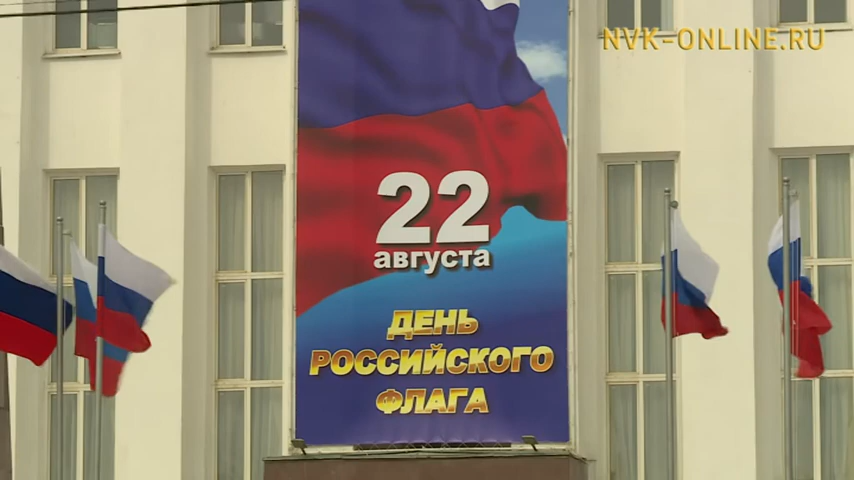 NVK-ONLINE.RU
22
августа
ДЕНЬ
РОССИЙСКОГО
ФЛАГА